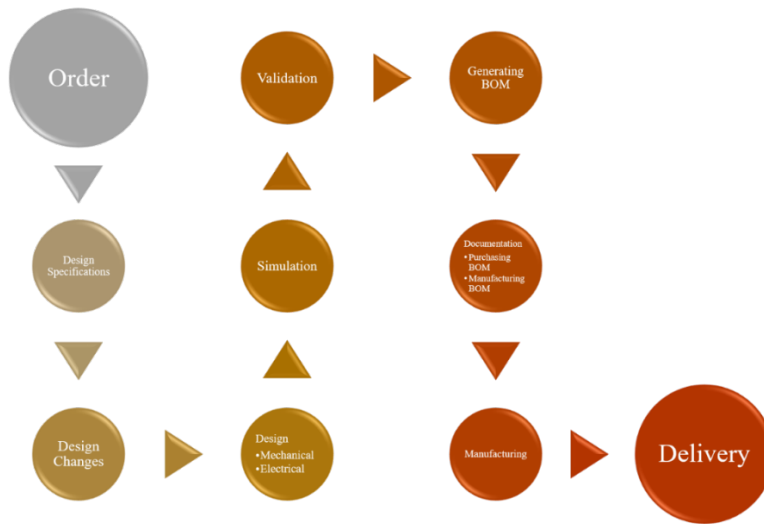 Order
Design
Specifications
Design
Changes
Design
•Mechanical
•Electrical
Simulation
Validation
Generating
BOM
Documentation
•Purchasing
BOM
•Manufacturing
BOM
Manufacturing
Delivery